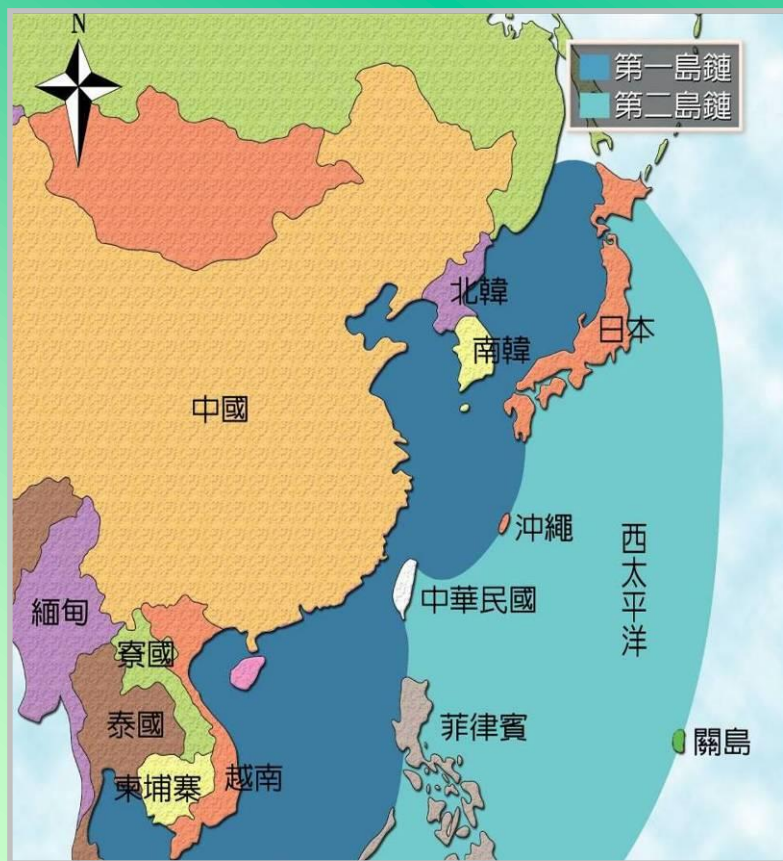 N
第一島鏈
第二島鏈
北韓
日本
南韓
中國
沖繩
西太平洋
中華民國
緬甸
寮國
泰國
菲律賓
關島
越南
柬埔寨